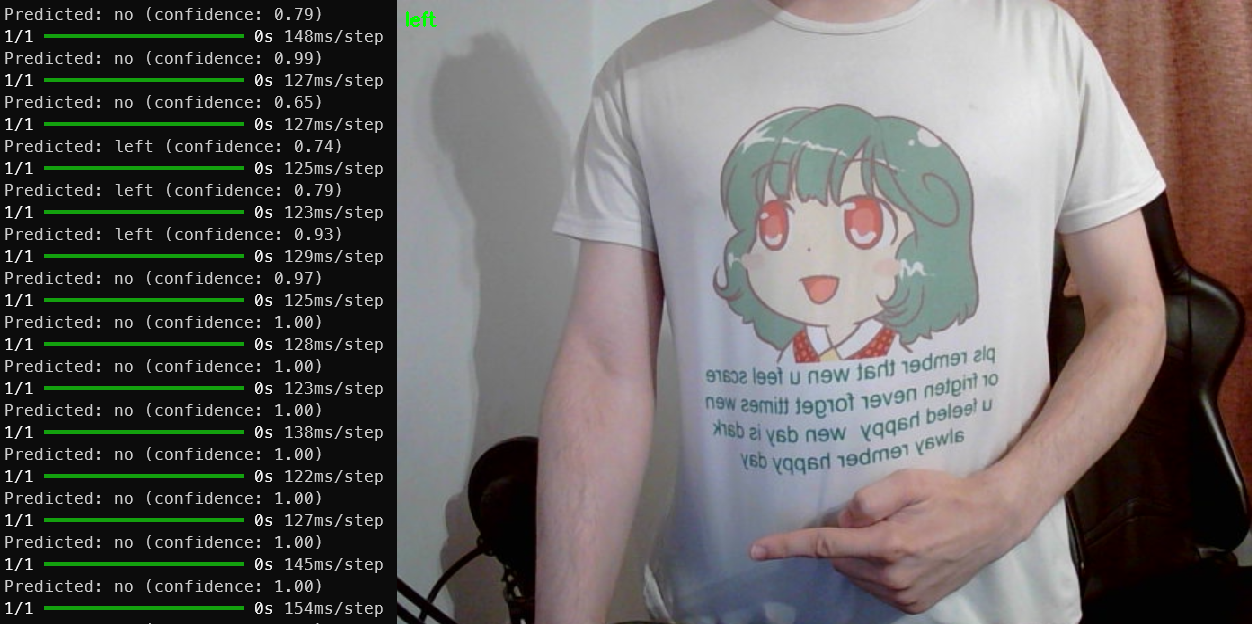 Predicted: no (confidence: 0.79)
1/1 0s 148ms/step
Predicted: no (confidence: 0.99)
1/1 0s 127ms/step
Predicted: no (confidence: 0.65)
1/1 0s 127ms/step
Predicted: left (confidence: 0.74)
1/1 0s 125ms/step
Predicted: left (confidence: 0.79)
1/1 0s 123ms/step
Predicted: left (confidence: 0.93)
1/1 0s 129ms/step
Predicted: no (confidence: 0.97)
1/1 0s 125ms/step
Predicted: no (confidence: 1.00)
1/1 0s 128ms/step
Predicted: no (confidence: 1.00)
1/1 0s 123ms/step
Predicted: no (confidence: 1.00)
1/1 0s 138ms/step
Predicted: no (confidence: 1.00)
1/1 0s 122ms/step
Predicted: no (confidence: 1.00)
1/1 0s 127ms/step
Predicted: no (confidence: 1.00)
1/1 0s 145ms/step
Predicted: no (confidence: 1.00)
1/1 0s 154ms/step
left
pls rember that wen u feel scare
or frigten never forget ttimes wen
u feeled happy wen day is dark
alway rember happy day